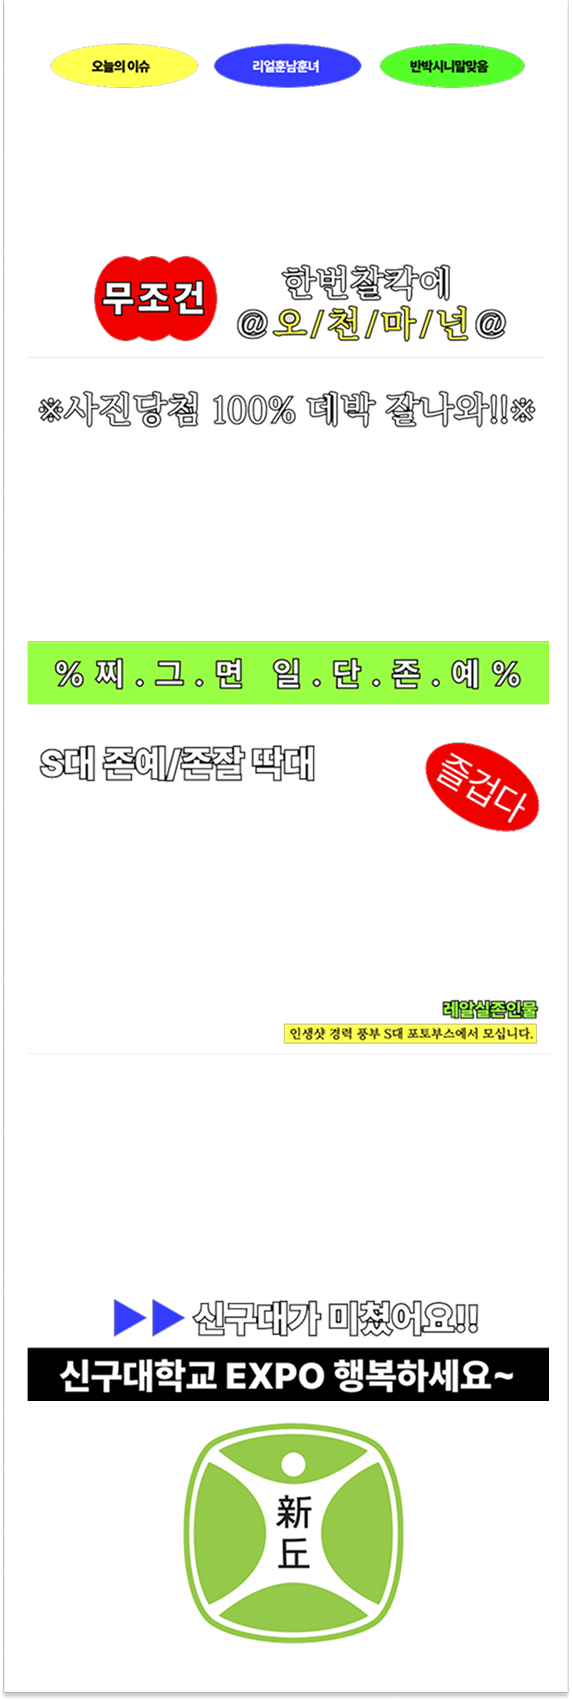 오늘의 이슈 리얼훈남훈녀 반박시니말맞음
무조건
한번찰칵에
@오/천/마/넌@
※사진당첨 100% 데박 잘나와!!※
%찌.그.면 일.단.존.예%
S대 존예/존잘 딱대
즐겁다
레알실존인물
인생샷 경력 풍부 S대 포토부스에서 모십니다.
▶▶ 신구대가 미쳤어요!!
신구대학교 EXPO 행복하세요~
新
丘